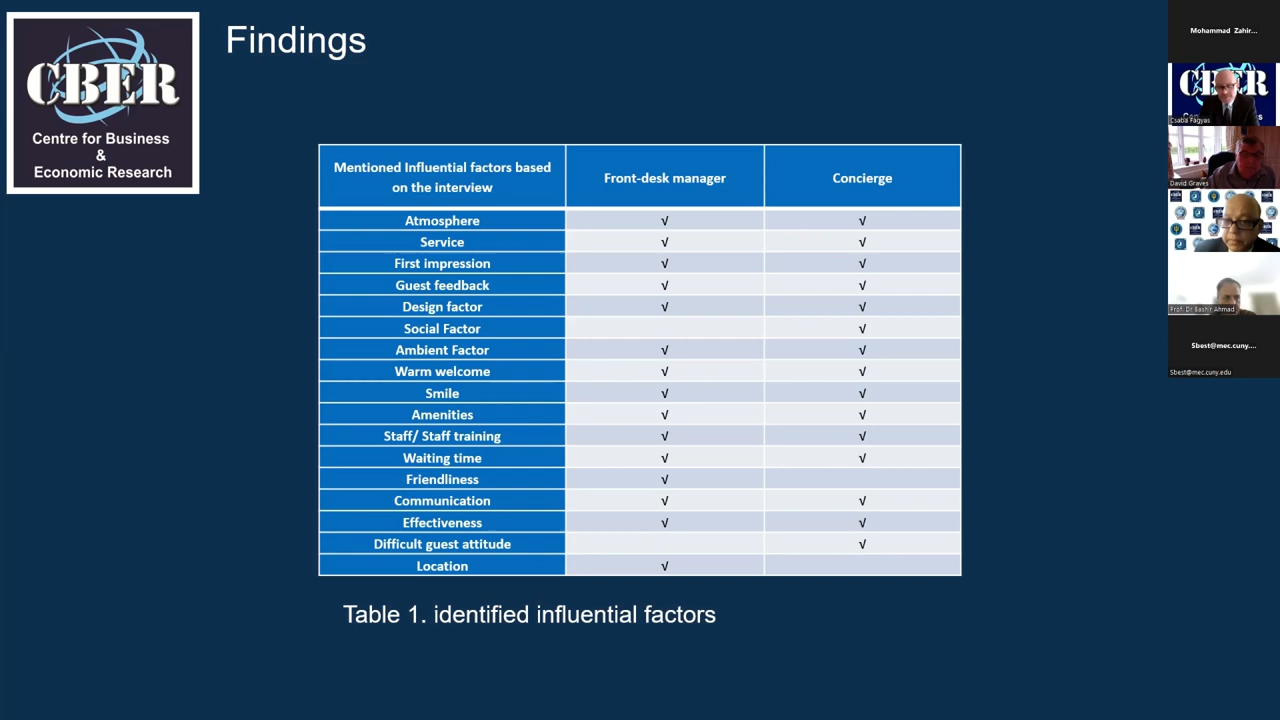 CBER
Centre for Business
&
Economic Research
Findings
Mentioned Influential factors based
on the interview
Front-desk manager
Concierge
Atmosphere √ √
Service √ √
First impression √ √
Guest feedback √ √
Design factor √ √
Social Factor √
Ambient Factor √ √
Warm welcome √ √
Smile √ √
Amenities √ √
Staff/ Staff training √ √
Waiting time √ √
Friendliness √
Communication √ √
Effectiveness √ √
Difficult guest attitude √
Location √
Table 1. identified influential factors
Mohammad Zahir...
CBER
Csaba Fagyas
David Graves
Prof. Dr Bashir Ahmad
Sbest@mec.cuny....
Sbest@mec.cuny.edu